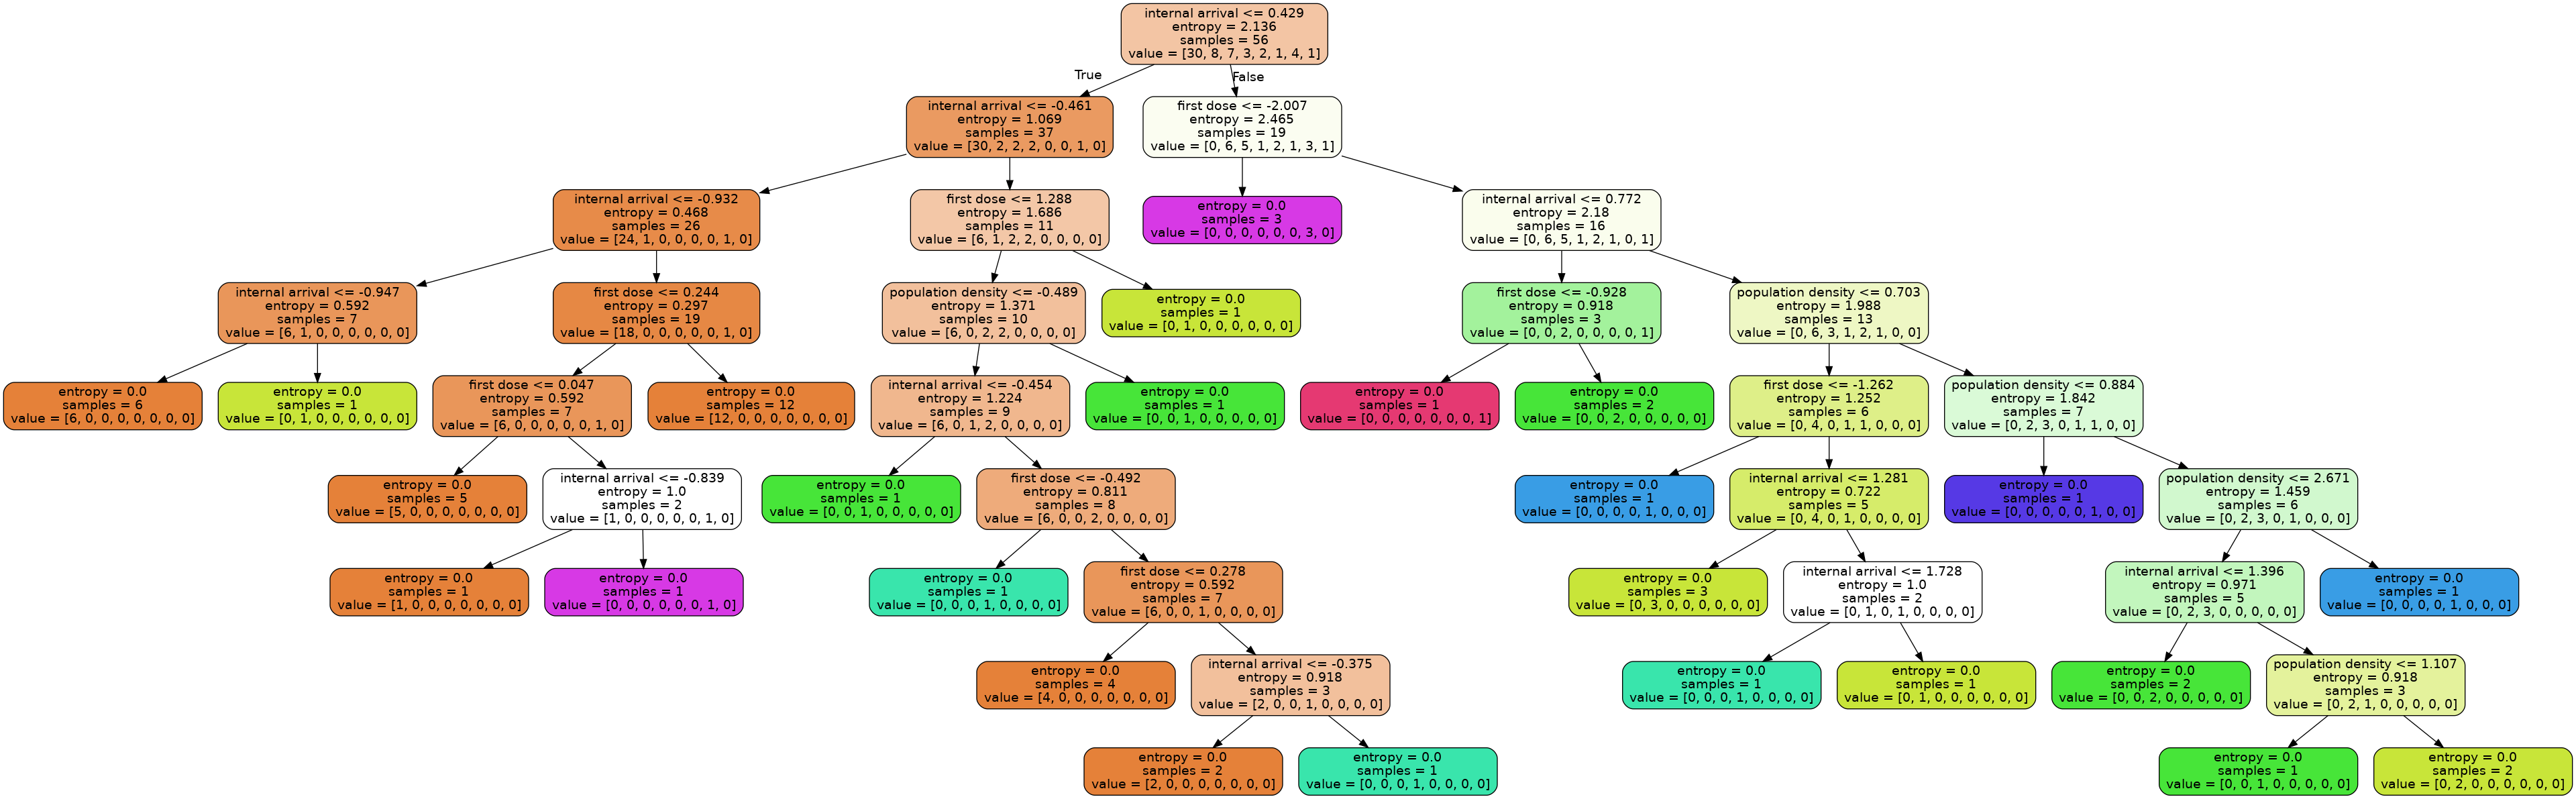 internal arrival <= 0.429
entropy = 2.136
samples = 56
value = [30, 8, 7, 3, 2, 1, 4, 1]
True
False
internal arrival <= -0.461
entropy = 1.069
samples = 37
value = [30, 2, 2, 2, 0, 0, 1, 0]
first dose <= -2.007
entropy = 2.465
samples = 19
value = [0, 6, 5, 1, 2, 1, 3, 1]
internal arrival <= -0.932
entropy = 0.468
samples = 26
value = [24, 1, 0, 0, 0, 0, 1, 0]
first dose <= 1.288
entropy = 1.686
samples = 11
value = [6, 1, 2, 2, 0, 0, 0, 0]
entropy = 0.0
samples = 3
value = [0, 0, 0, 0, 0, 0, 3, 0]
internal arrival <= 0.772
entropy = 2.18
samples = 16
value = [0, 6, 5, 1, 2, 1, 0, 1]
internal arrival <= -0.947
entropy = 0.592
samples = 7
value = [6, 1, 0, 0, 0, 0, 0, 0]
first dose <= 0.244
entropy = 0.297
samples = 19
value = [18, 0, 0, 0, 0, 0, 1, 0]
population density <= -0.489
entropy = 1.371
samples = 10
value = [6, 0, 2, 2, 0, 0, 0, 0]
entropy = 0.0
samples = 1
value = [0, 1, 0, 0, 0, 0, 0, 0]
first dose <= -0.928
entropy = 0.918
samples = 3
value = [0, 0, 2, 0, 0, 0, 0, 1]
population density <= 0.703
entropy = 1.988
samples = 13
value = [0, 6, 3, 1, 2, 1, 0, 0]
entropy = 0.0
samples = 6
value = [6, 0, 0, 0, 0, 0, 0, 0]
entropy = 0.0
samples = 1
value = [0, 1, 0, 0, 0, 0, 0, 0]
first dose <= 0.047
entropy = 0.592
samples = 7
value = [6, 0, 0, 0, 0, 0, 1, 0]
entropy = 0.0
samples = 12
value = [12, 0, 0, 0, 0, 0, 0, 0]
internal arrival <= -0.454
entropy = 1.224
samples = 9
value = [6, 0, 1, 2, 0, 0, 0, 0]
entropy = 0.0
samples = 1
value = [0, 0, 1, 0, 0, 0, 0, 0]
entropy = 0.0
samples = 1
value = [0, 0, 0, 0, 0, 0, 0, 1]
entropy = 0.0
samples = 2
value = [0, 0, 2, 0, 0, 0, 0, 0]
first dose <= -1.262
entropy = 1.252
samples = 6
value = [0, 4, 0, 1, 1, 0, 0, 0]
population density <= 0.884
entropy = 1.842
samples = 7
value = [0, 2, 3, 0, 1, 1, 0, 0]
entropy = 0.0
samples = 5
value = [5, 0, 0, 0, 0, 0, 0, 0]
internal arrival <= -0.839
entropy = 1.0
samples = 2
value = [1, 0, 0, 0, 0, 0, 1, 0]
entropy = 0.0
samples = 1
value = [0, 0, 1, 0, 0, 0, 0, 0]
first dose <= -0.492
entropy = 0.811
samples = 8
value = [6, 0, 0, 2, 0, 0, 0, 0]
entropy = 0.0
samples = 1
value = [0, 0, 0, 0, 1, 0, 0, 0]
internal arrival <= 1.281
entropy = 0.722
samples = 5
value = [0, 4, 0, 1, 0, 0, 0, 0]
entropy = 0.0
samples = 1
value = [0, 0, 0, 0, 0, 1, 0, 0]
population density <= 2.671
entropy = 1.459
samples = 6
value = [0, 2, 3, 0, 1, 0, 0, 0]
entropy = 0.0
samples = 1
value = [1, 0, 0, 0, 0, 0, 0, 0]
entropy = 0.0
samples = 1
value = [0, 0, 0, 0, 0, 0, 1, 0]
entropy = 0.0
samples = 1
value = [0, 0, 0, 1, 0, 0, 0, 0]
first dose <= 0.278
entropy = 0.592
samples = 7
value = [6, 0, 0, 1, 0, 0, 0, 0]
entropy = 0.0
samples = 3
value = [0, 3, 0, 0, 0, 0, 0, 0]
internal arrival <= 1.728
entropy = 1.0
samples = 2
value = [0, 1, 0, 1, 0, 0, 0, 0]
internal arrival <= 1.396
entropy = 0.971
samples = 5
value = [0, 2, 3, 0, 0, 0, 0, 0]
entropy = 0.0
samples = 1
value = [0, 0, 0, 0, 1, 0, 0, 0]
entropy = 0.0
samples = 4
value = [4, 0, 0, 0, 0, 0, 0, 0]
internal arrival <= -0.375
entropy = 0.918
samples = 3
value = [2, 0, 0, 1, 0, 0, 0, 0]
entropy = 0.0
samples = 1
value = [0, 0, 0, 1, 0, 0, 0, 0]
entropy = 0.0
samples = 1
value = [0, 1, 0, 0, 0, 0, 0, 0]
entropy = 0.0
samples = 2
value = [0, 0, 2, 0, 0, 0, 0, 0]
population density <= 1.107
entropy = 0.918
samples = 3
value = [0, 2, 1, 0, 0, 0, 0, 0]
entropy = 0.0
samples = 2
value = [2, 0, 0, 0, 0, 0, 0, 0]
entropy = 0.0
samples = 1
value = [0, 0, 0, 1, 0, 0, 0, 0]
entropy = 0.0
samples = 1
value = [0, 0, 1, 0, 0, 0, 0, 0]
entropy = 0.0
samples = 2
value = [0, 2, 0, 0, 0, 0, 0, 0]